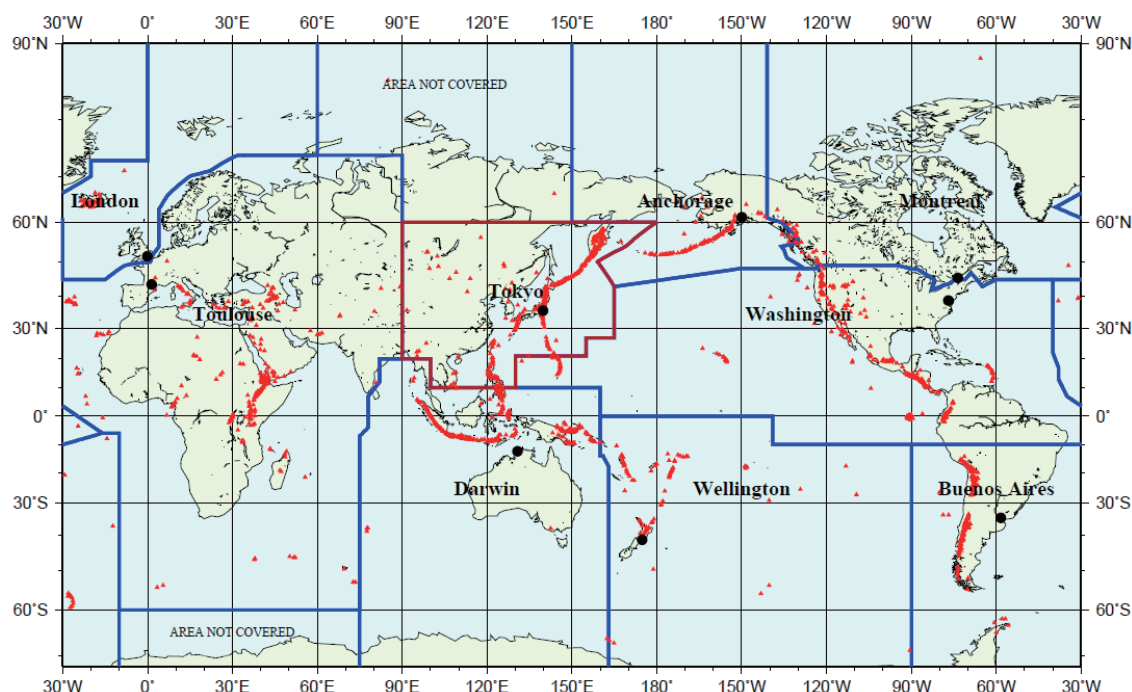 30˚W 0˚ 30˚E 60˚E 90˚E 120˚E 150˚E 180˚ 150˚W 120˚W 90˚W 60˚W 30˚W
90˚N 90˚N
AREA NOT COVERED
London Anchorage Montreal
60˚N 60˚N
Tokyo
Toulouse Washington
30˚N 30˚N
0˚ 0˚
Darwin Wellington Buenos Aires
30˚S 30˚S
60˚S 60˚S
AREA NOT COVERED
30˚W 0˚ 30˚E 60˚E 90˚E 120˚E 150˚E 180˚ 150˚W 120˚W 90˚W 60˚W 30˚W